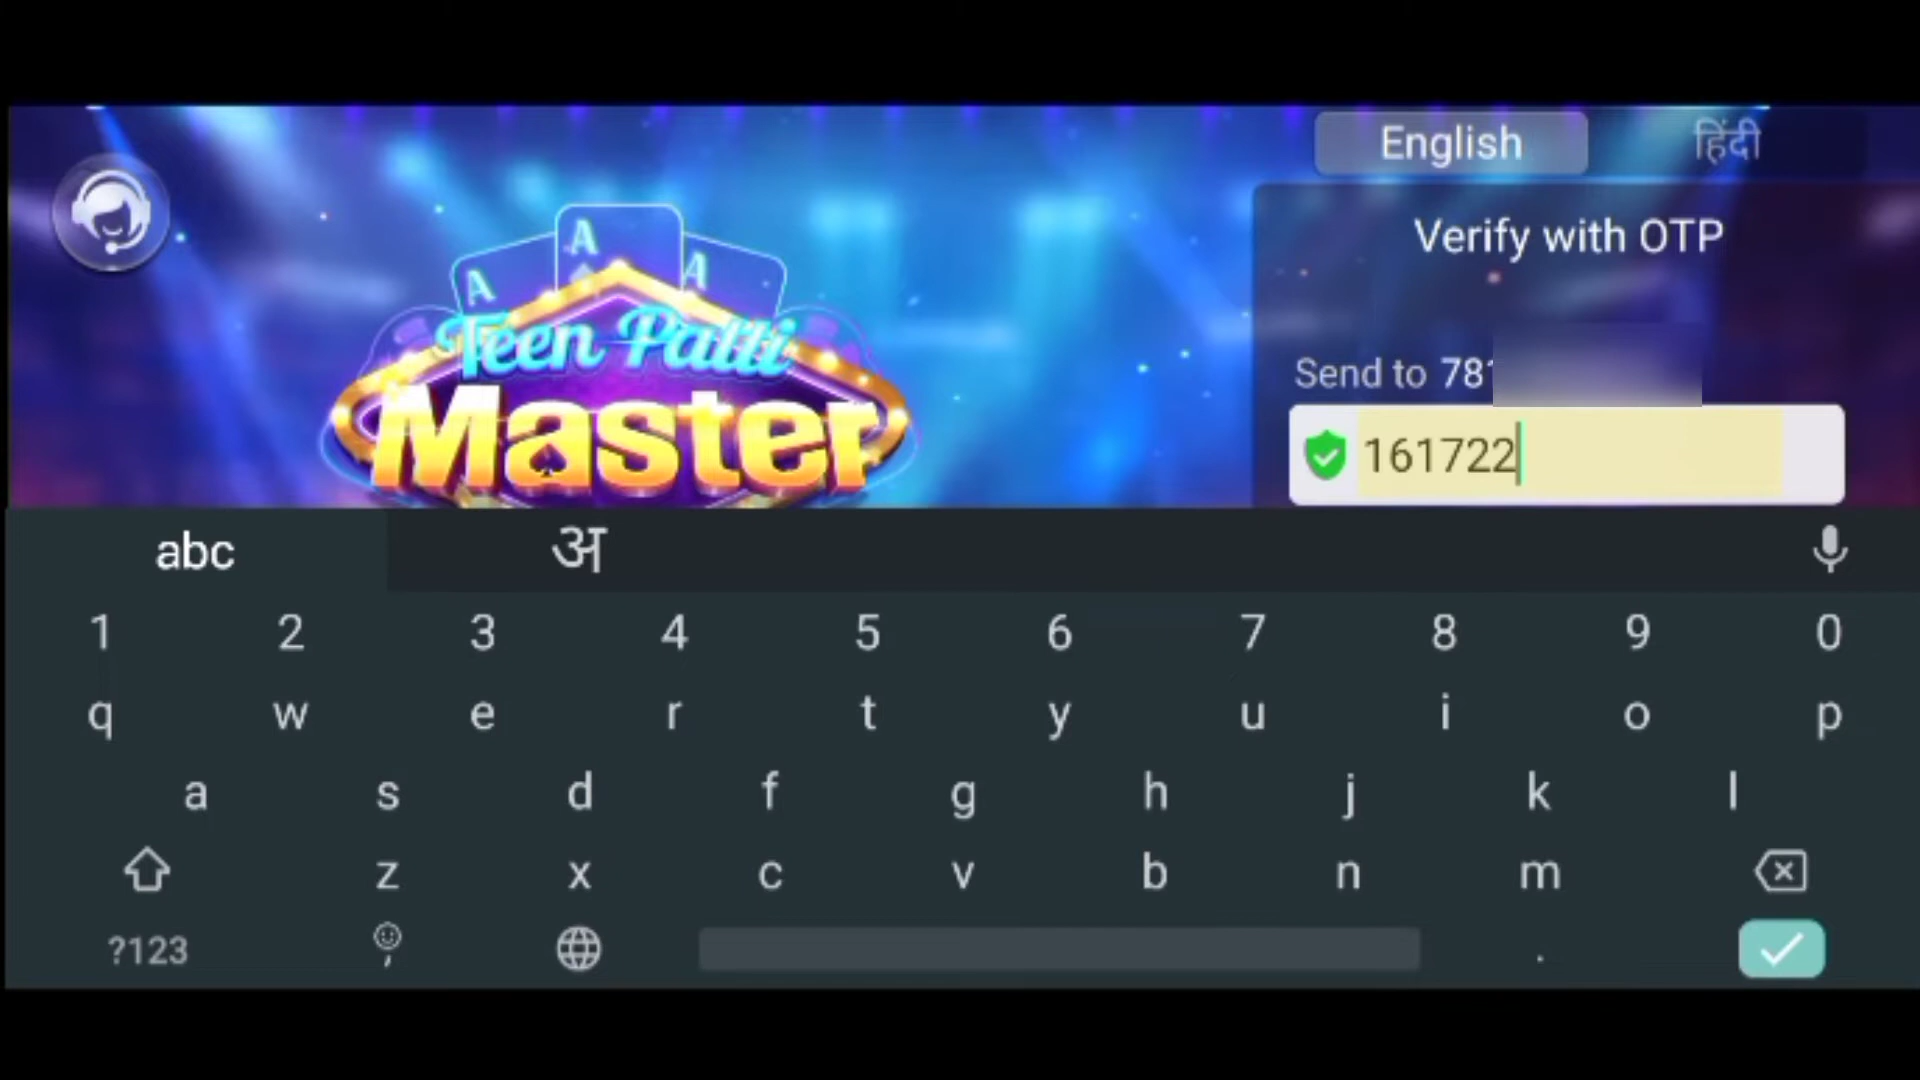 English हिंदी
Verify with OTP
A A A
Teen Patti
Master
Send to 781
161722
abc अ
1 2 3 4 5 6 7 8 9 0
q w e r t y u i o p
a s d f g h j k l
z x c v b n m
?123 , .